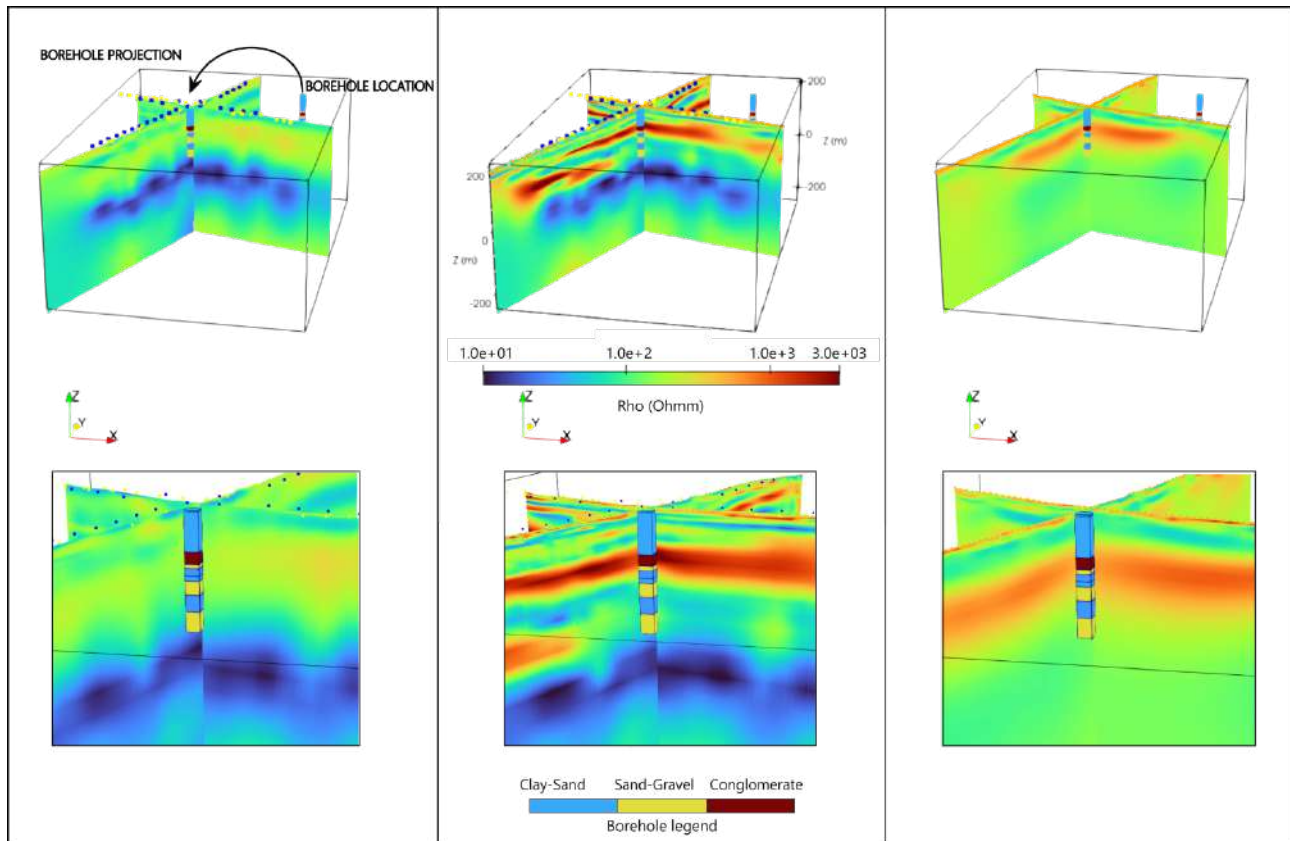 BOREHOLE PROJECTION
BOREHOLE LOCATION
200
0
Z (m)
-200
200
0
Z (m)
-200
1.0e+01 1.0e+2 1.0e+3 3.0e+03
Rho (Ohmm)
Z
Y
X
Z
Y
X
Z
Y
X
Clay-Sand Sand-Gravel Conglomerate
Borehole legend